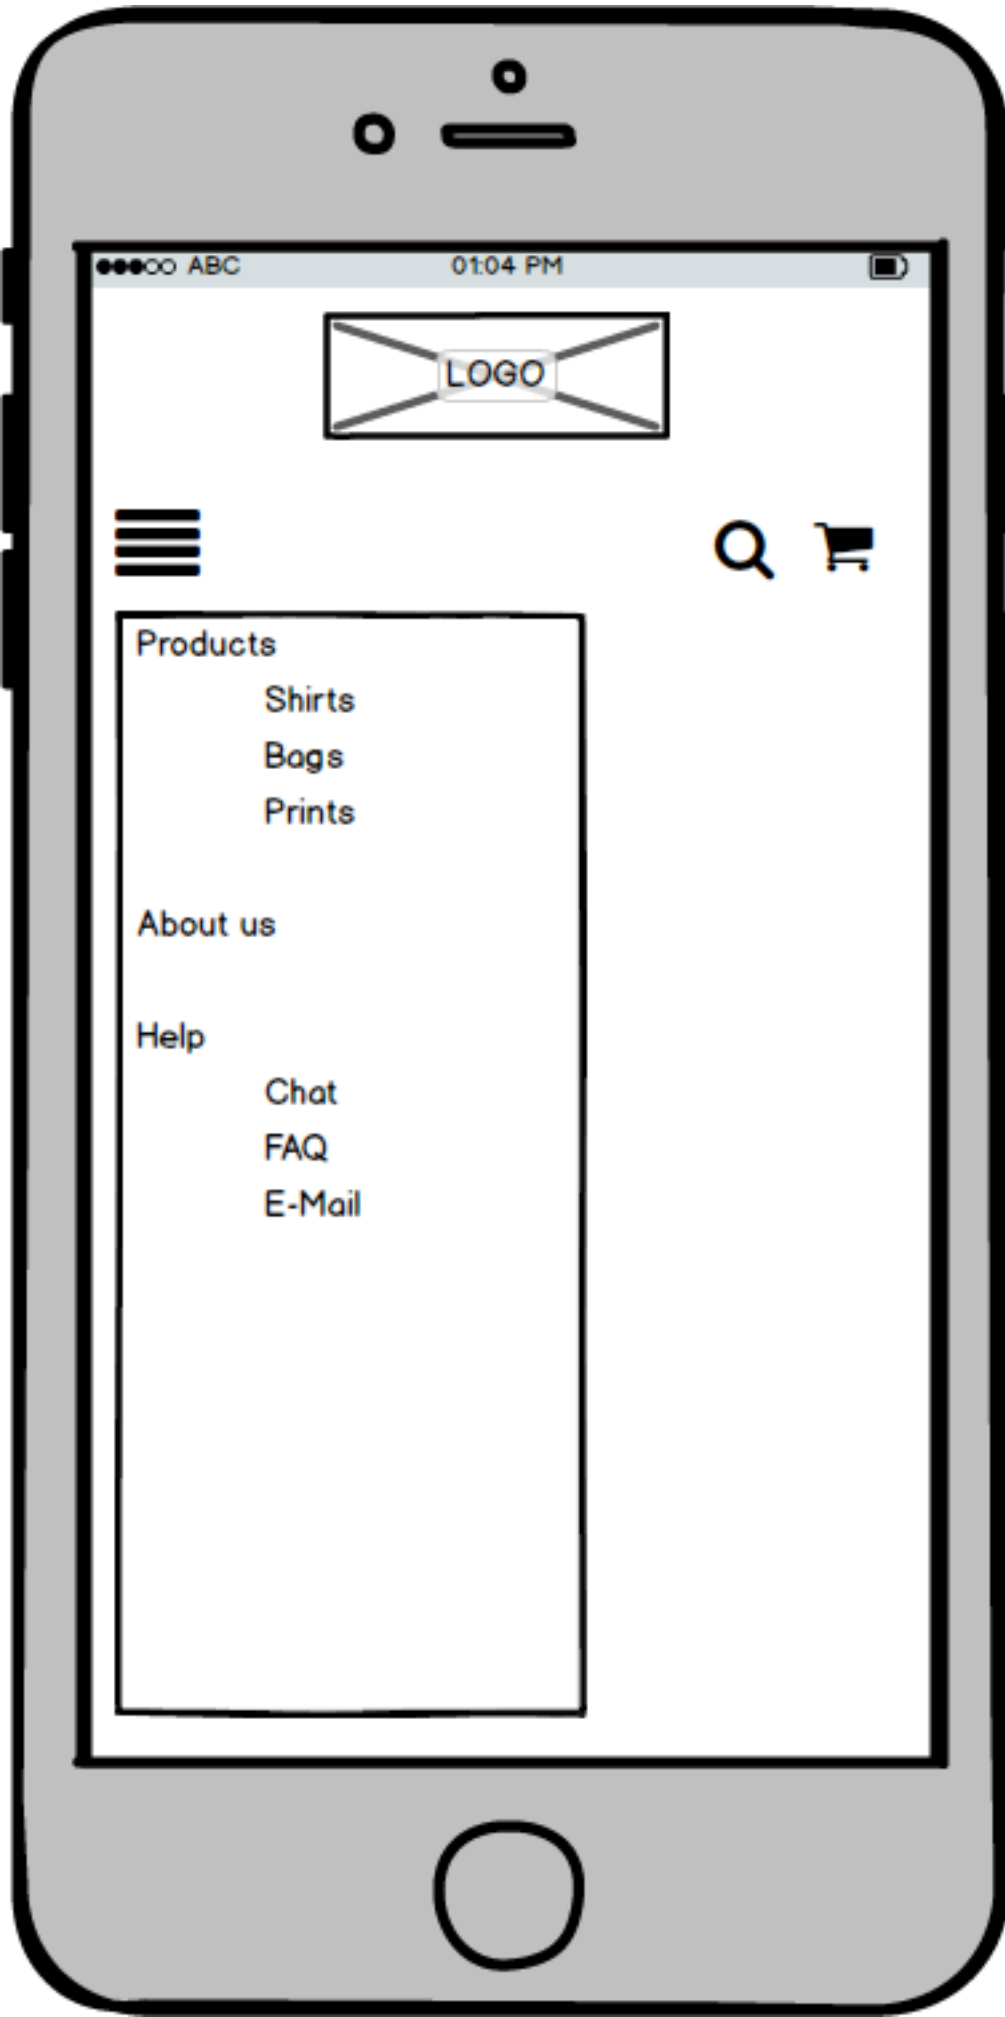 ABC 01:04 PM
LOGO
Products
Shirts
Bags
Prints
About us
Help
Chat
FAQ
E-Mail